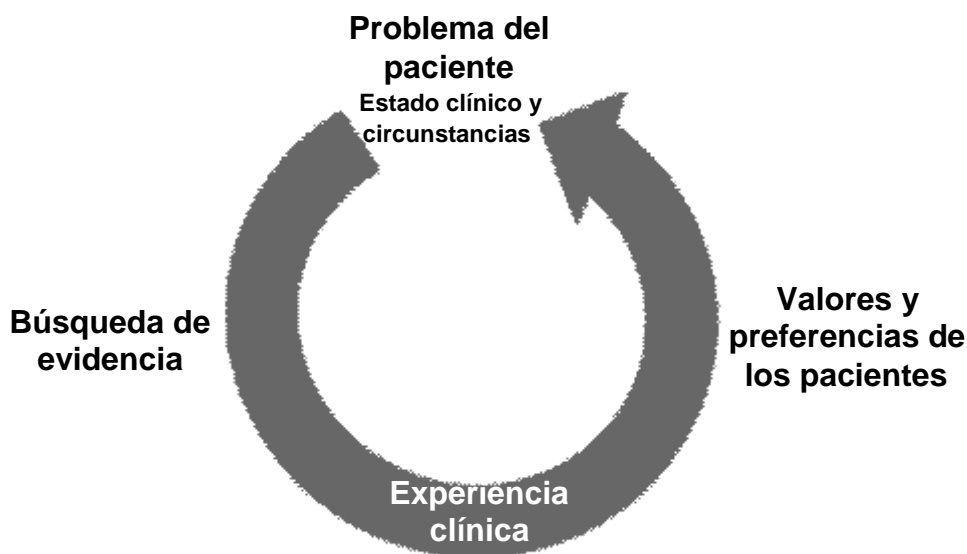 Problema del
paciente
Estado clínico y
circunstancias
Búsqueda de
evidencia
Valores y
preferencias de
los pacientes
Experiencia
clínica